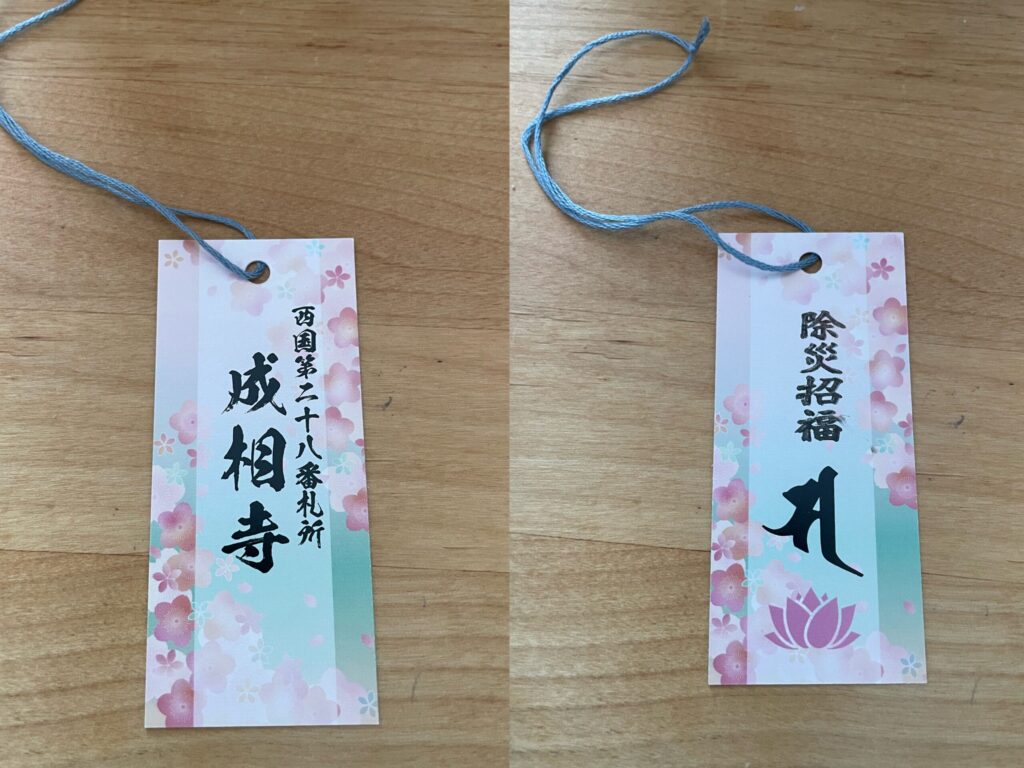 西国第二十八番札所
成相寺
除災招福
𑖭